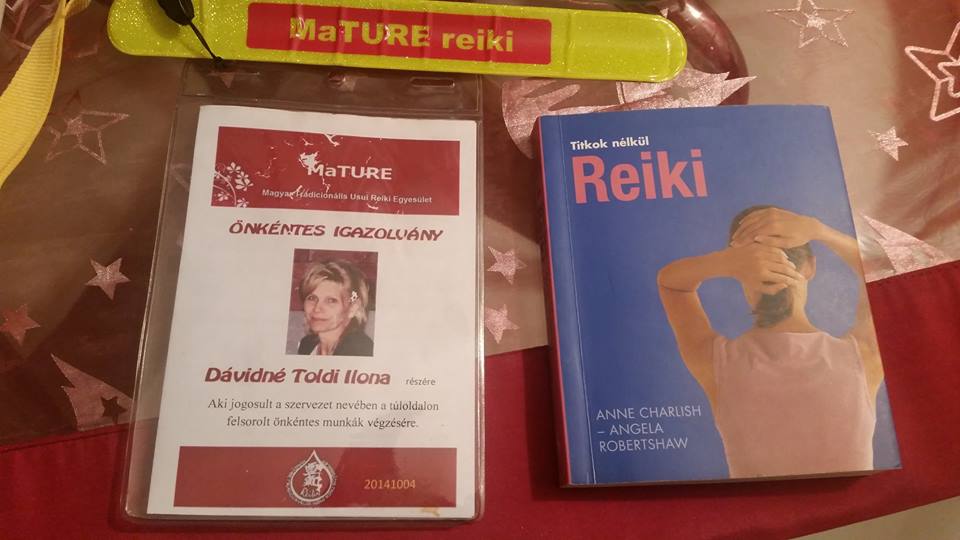 MaTURE reiki
MaTURE
Magyar Tradicionális Usui Reiki Egyesület
ÖNKÉNTES IGAZOLVÁNY
Dávidné Toldi Ilona részére
Aki jogosult a szervezet nevében a túloldalon
felsorolt önkéntes munkák végzésére.
20141004
Titkok nélkül
Reiki
ANNE CHARLISH
– ANGELA
ROBERTSHAW